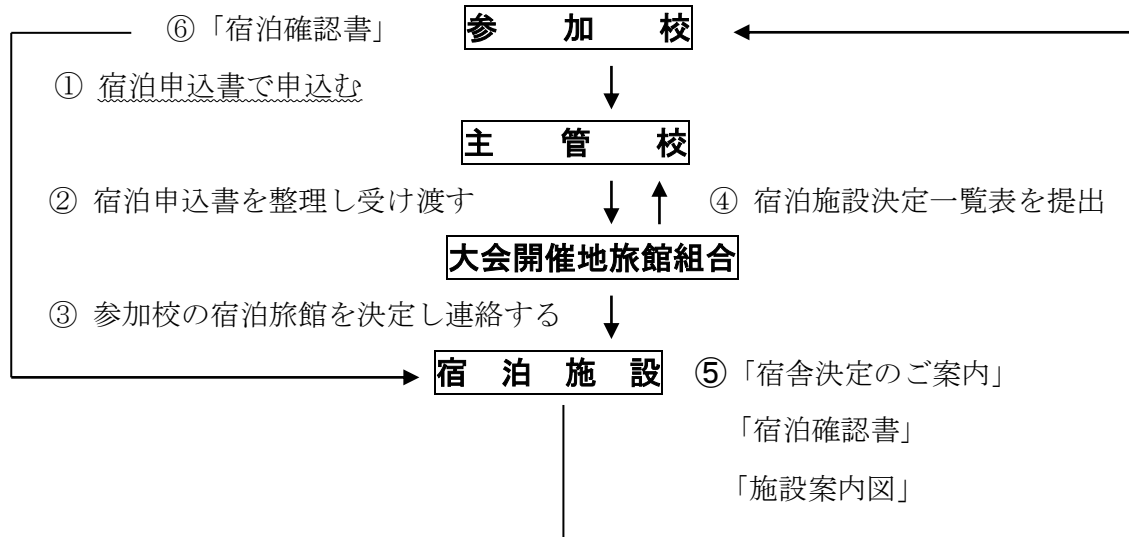 ⑥「宿泊確認書」 参　加　校
① 宿泊申込書で申込む
主　管　校
② 宿泊申込書を整理し受け渡す ④ 宿泊施設決定一覧表を提出
大会開催地旅館組合
③ 参加校の宿泊旅館を決定し連絡する
宿　泊　施　設 ⑤「宿舎決定のご案内」
「宿泊確認書」
「施設案内図」